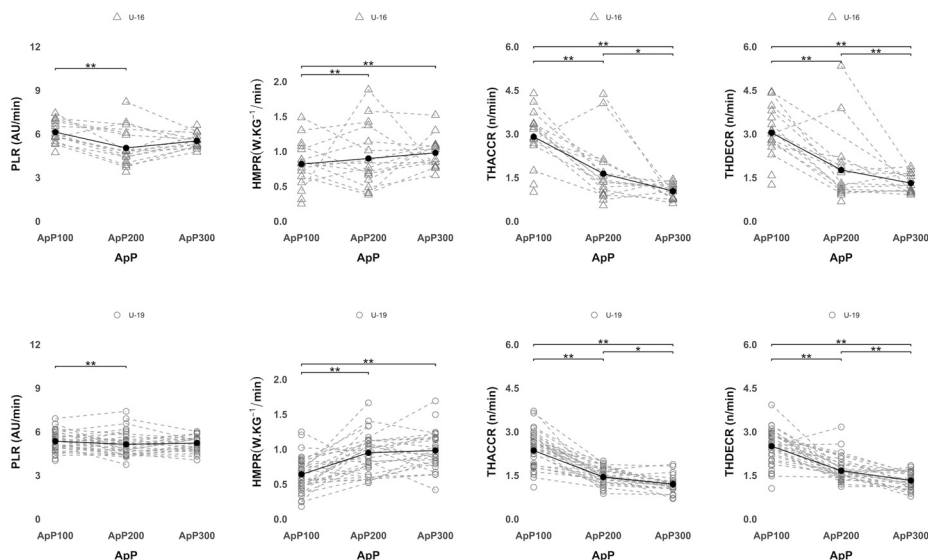 U-16
PLR (AU/min)
12
9
6
3
0
**
ApP100 ApP200 ApP300
ApP
U-16
HMPR(W.KG⁻¹/min)
2.0
1.5
1.0
0.5
0.0
**
**
ApP100 ApP200 ApP300
ApP
U-16
THACCR (n/miin)
6.0
4.5
3.0
1.5
0.0
**
**
*
ApP100 ApP200 ApP300
ApP
U-16
THDECR (n/min)
6.0
4.5
3.0
1.5
0.0
**
**
**
ApP100 ApP200 ApP300
ApP
U-19
PLR (AU/min)
12
9
6
3
0
**
ApP100 ApP200 ApP300
ApP
U-19
HMPR(W.KG⁻¹/min)
2.0
1.5
1.0
0.5
0.0
**
**
ApP100 ApP200 ApP300
ApP
U-19
THACCR (n/min)
6.0
4.5
3.0
1.5
0.0
**
**
*
ApP100 ApP200 ApP300
ApP
U-19
THDECR (n/min)
6.0
4.5
3.0
1.5
0.0
**
**
**
ApP100 ApP200 ApP300
ApP